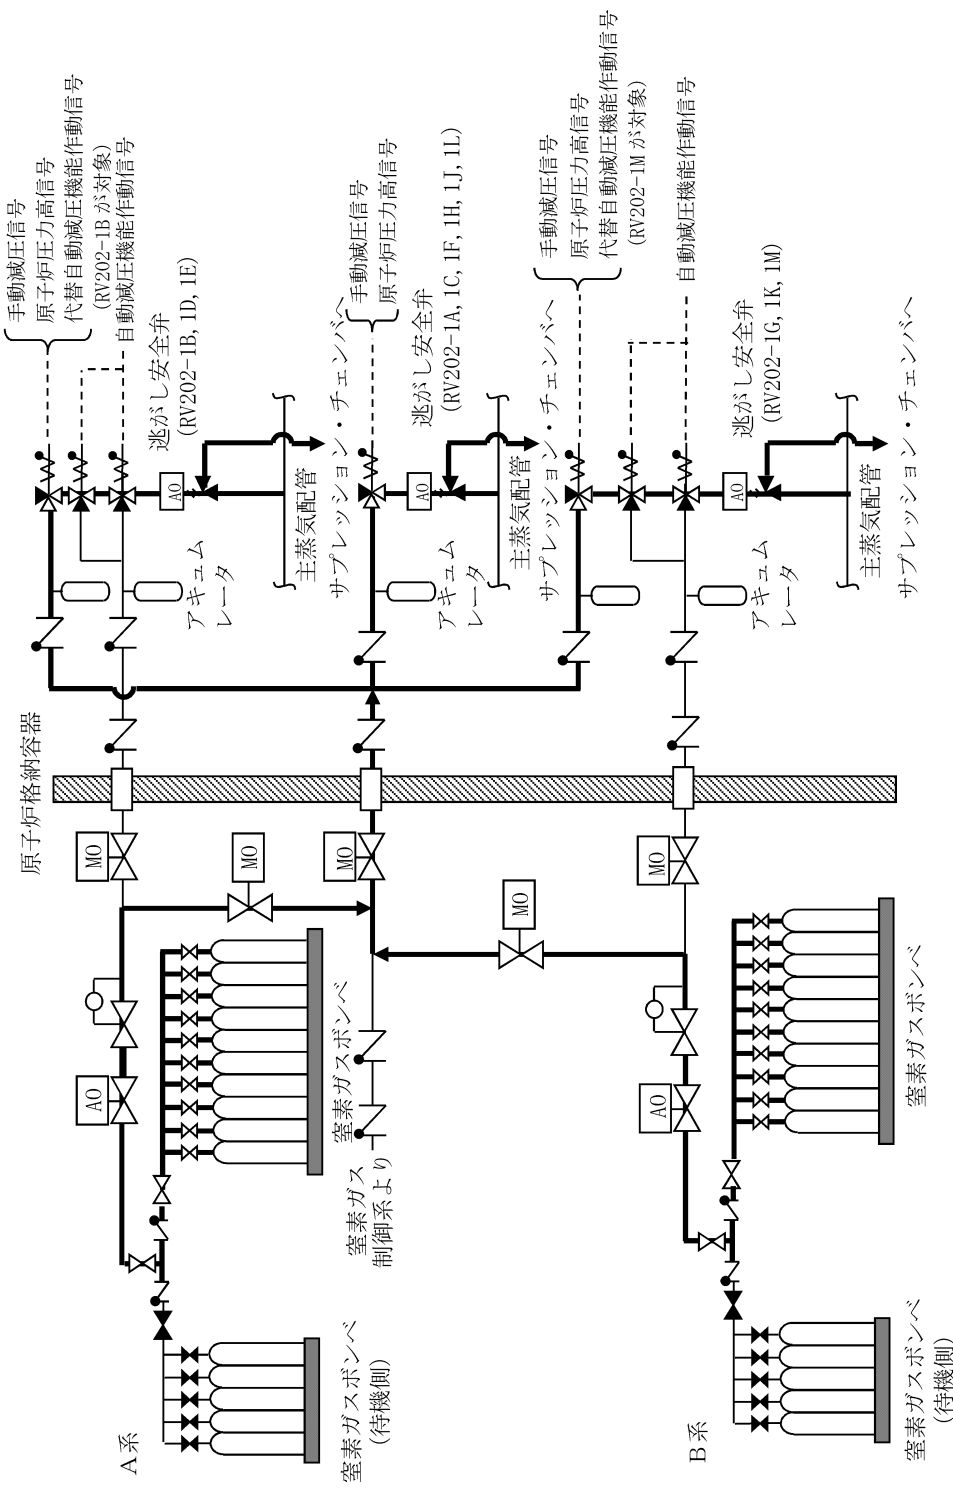 手動減圧信号
原子炉圧力高信号
代替自動減圧機能作動信号
(RV202-1Bが対象)
自動減圧機能作動信号
逃がし安全弁
(RV202-1B, 1D, 1E)
AO
主蒸気配管
サプレッション・チェンバへ
アキュム
レータ
手動減圧信号
原子炉圧力高信号
逃がし安全弁
(RV202-1A, 1C, 1F, 1H, 1J, 1L)
AO
主蒸気配管
サプレッション・チェンバへ
アキュム
レータ
手動減圧信号
原子炉圧力高信号
代替自動減圧機能作動信号
(RV202-1Mが対象)
自動減圧機能作動信号
逃がし安全弁
(RV202-1G, 1K, 1M)
AO
主蒸気配管
サプレッション・チェンバへ
アキュム
レータ
原子炉格納容器
MO
MO
MO
MO
MO
AO
AO
窒素ガスボンベ
窒素ガス
制御系より
窒素ガスボンベ
A系
窒素ガスボンベ
(待機側)
B系
窒素ガスボンベ
(待機側)